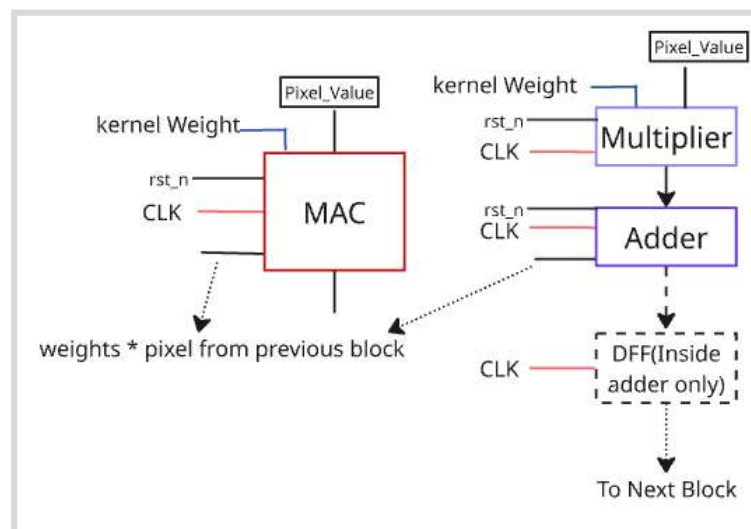 Pixel_Value
kernel Weight
rst_n
CLK
MAC
weights * pixel from previous block
Pixel_Value
kernel Weight
rst_n
CLK
Multiplier
rst_n
CLK
Adder
CLK
DFF(Inside
adder only)
To Next Block